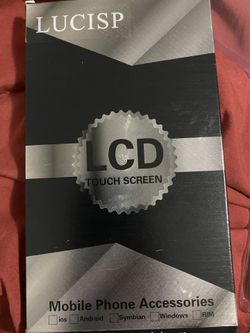 LUCISP
LCD
TOUCH SCREEN
Mobile Phone Accessories
ios Android Symbian Windows RIM